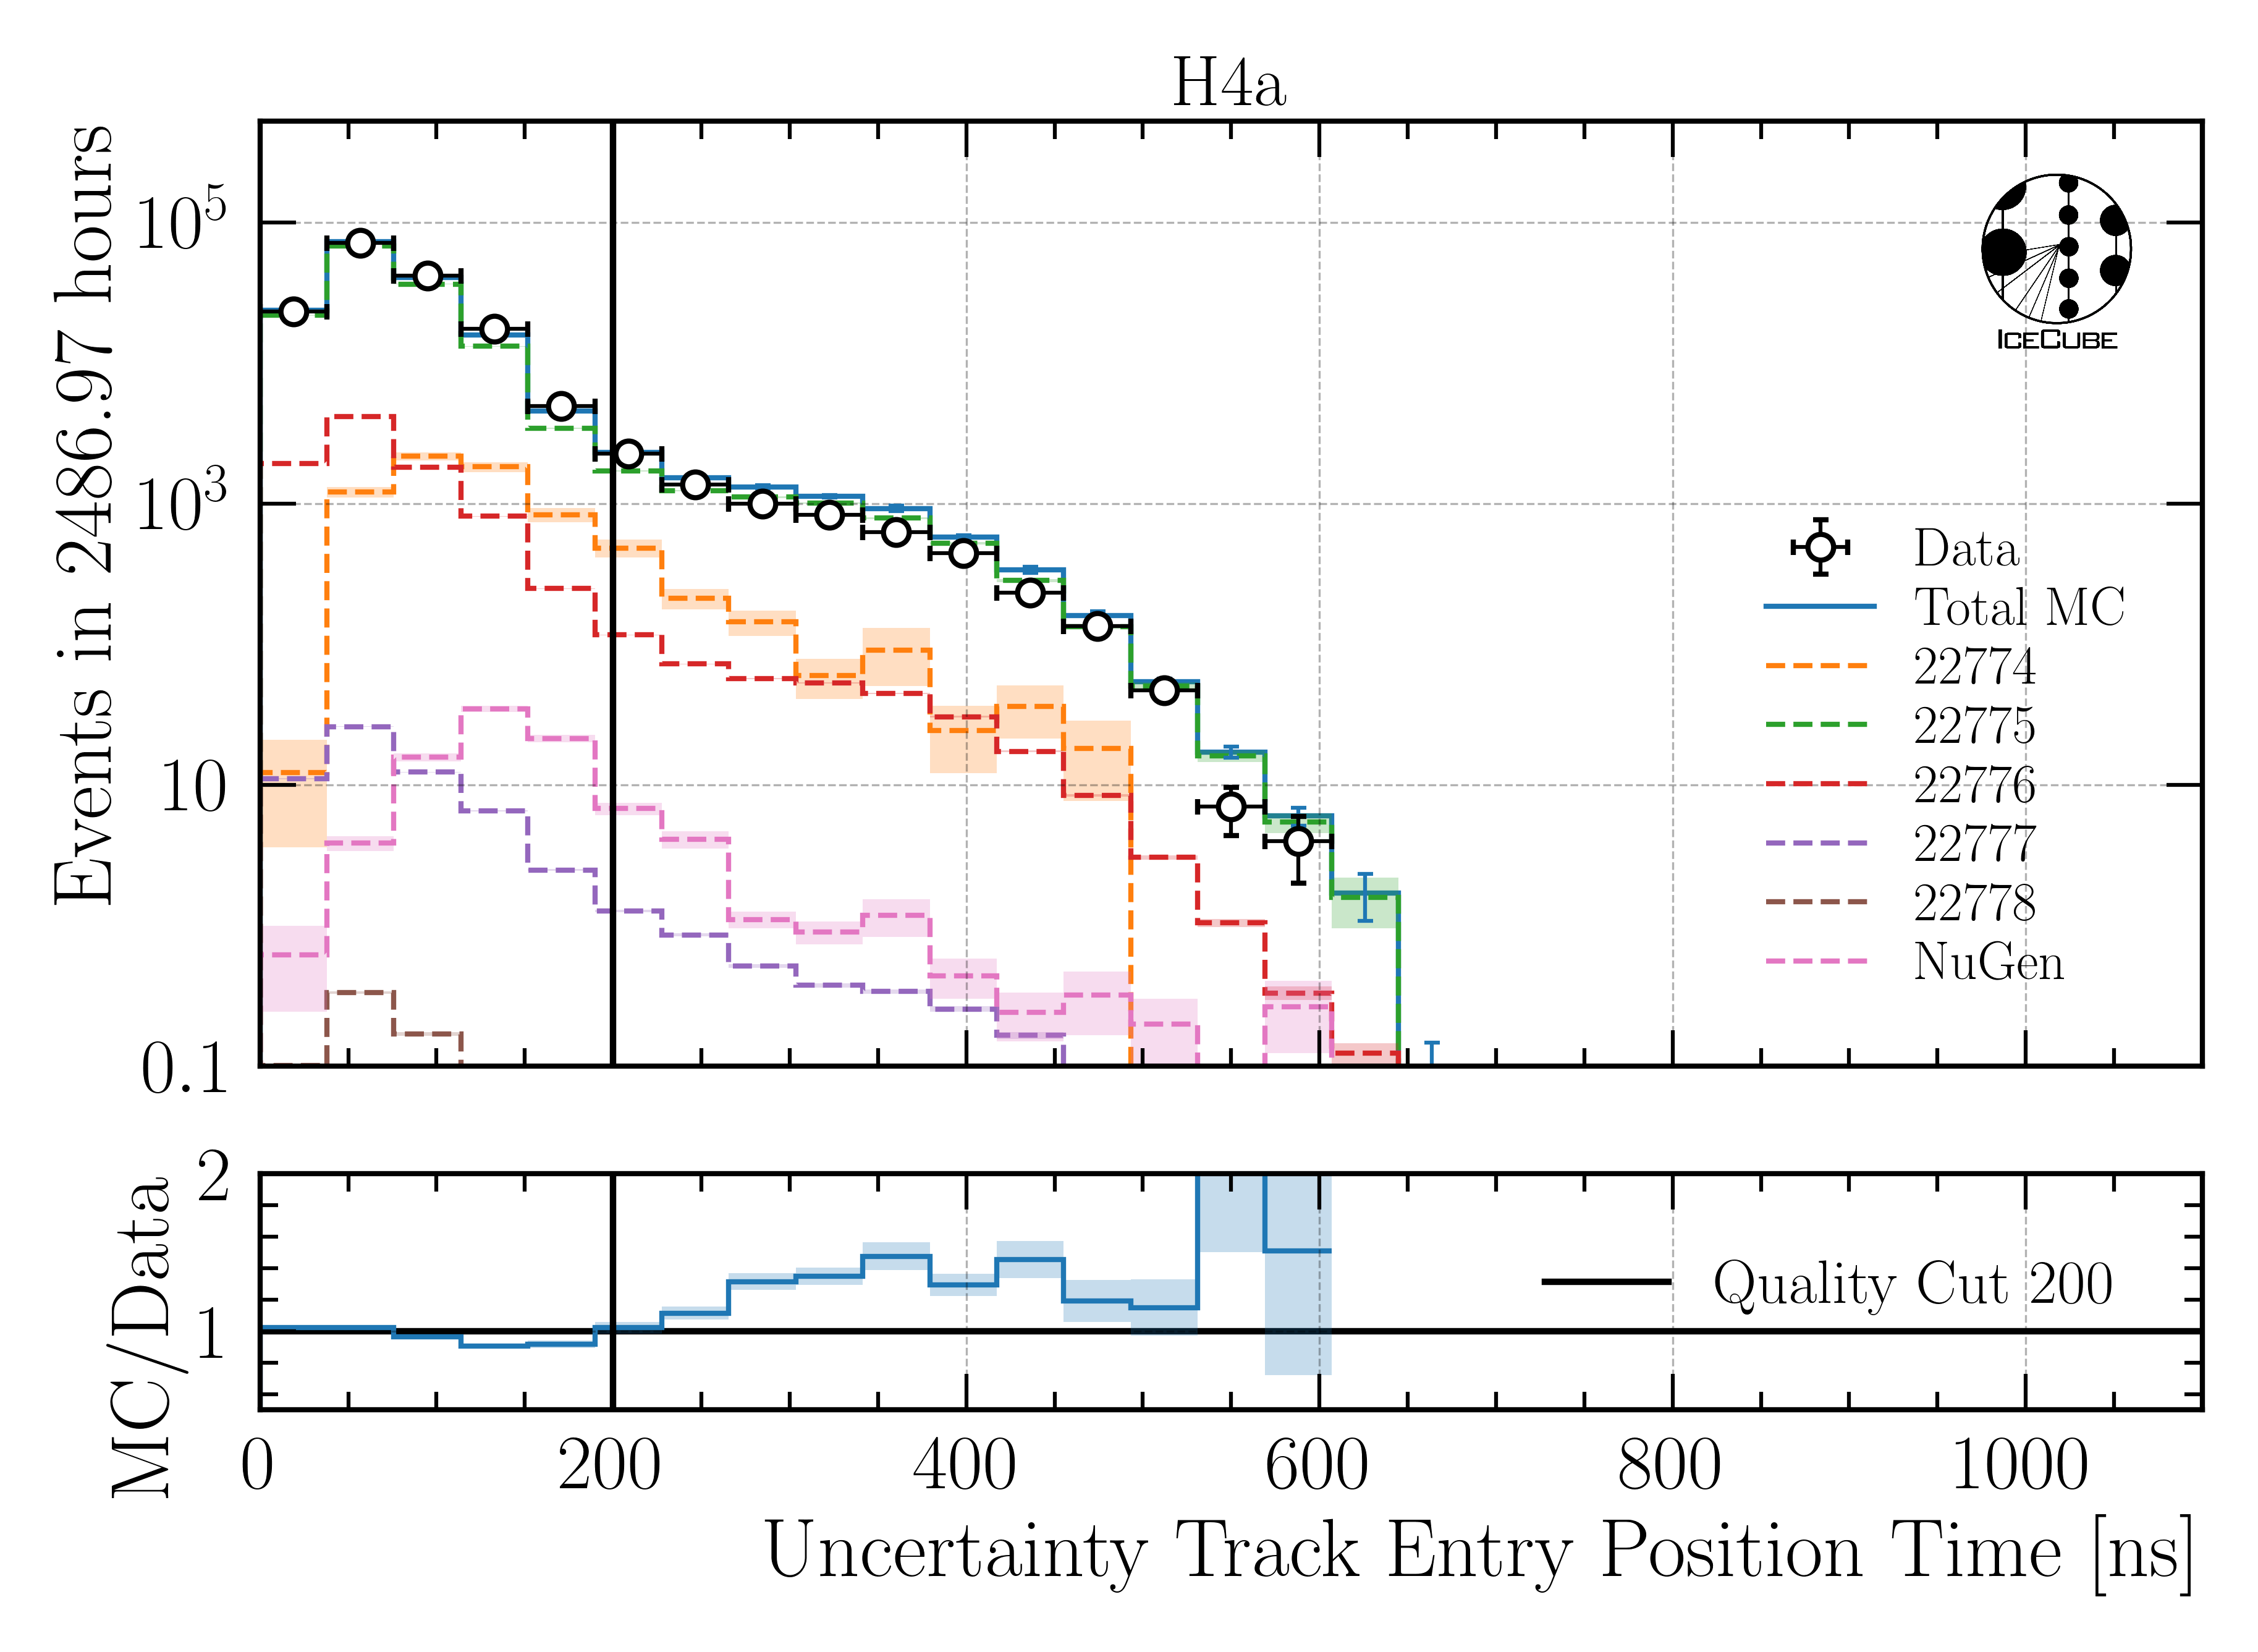 H4a
Events in 2486.97 hours
10^5
10^3
10
0.1
IceCube
Data
Total MC
22774
22775
22776
22777
22778
NuGen
MC/Data
2
1
Quality Cut 200
0 200 400 600 800 1000
Uncertainty Track Entry Position Time [ns]